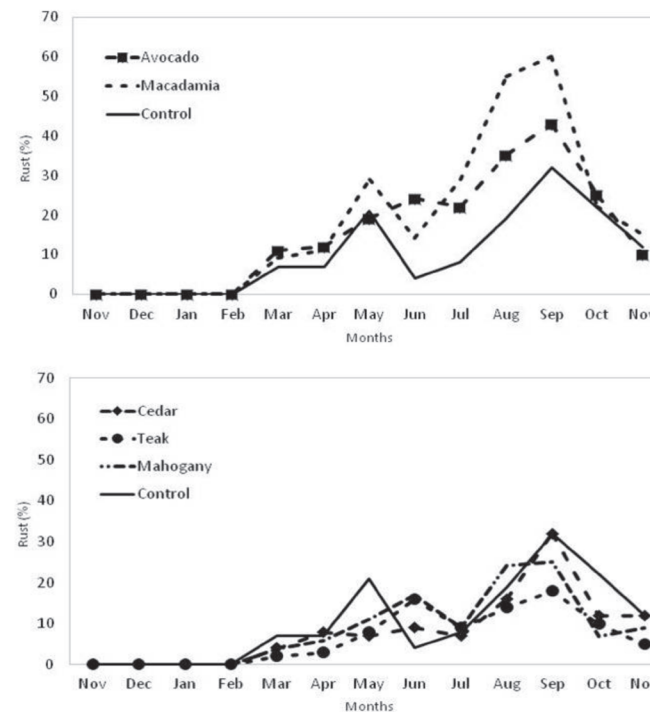 70
60
50
40
30
20
10
0
Rust (%)
Avocado
Macadamia
Control
Nov Dec Jan Feb Mar Apr May Jun Jul Aug Sep Oct Nov
Months
70
60
50
40
30
20
10
0
Rust (%)
Cedar
Teak
Mahogany
Control
Nov Dec Jan Feb Mar Apr May Jun Jul Aug Sep Oct No
Months